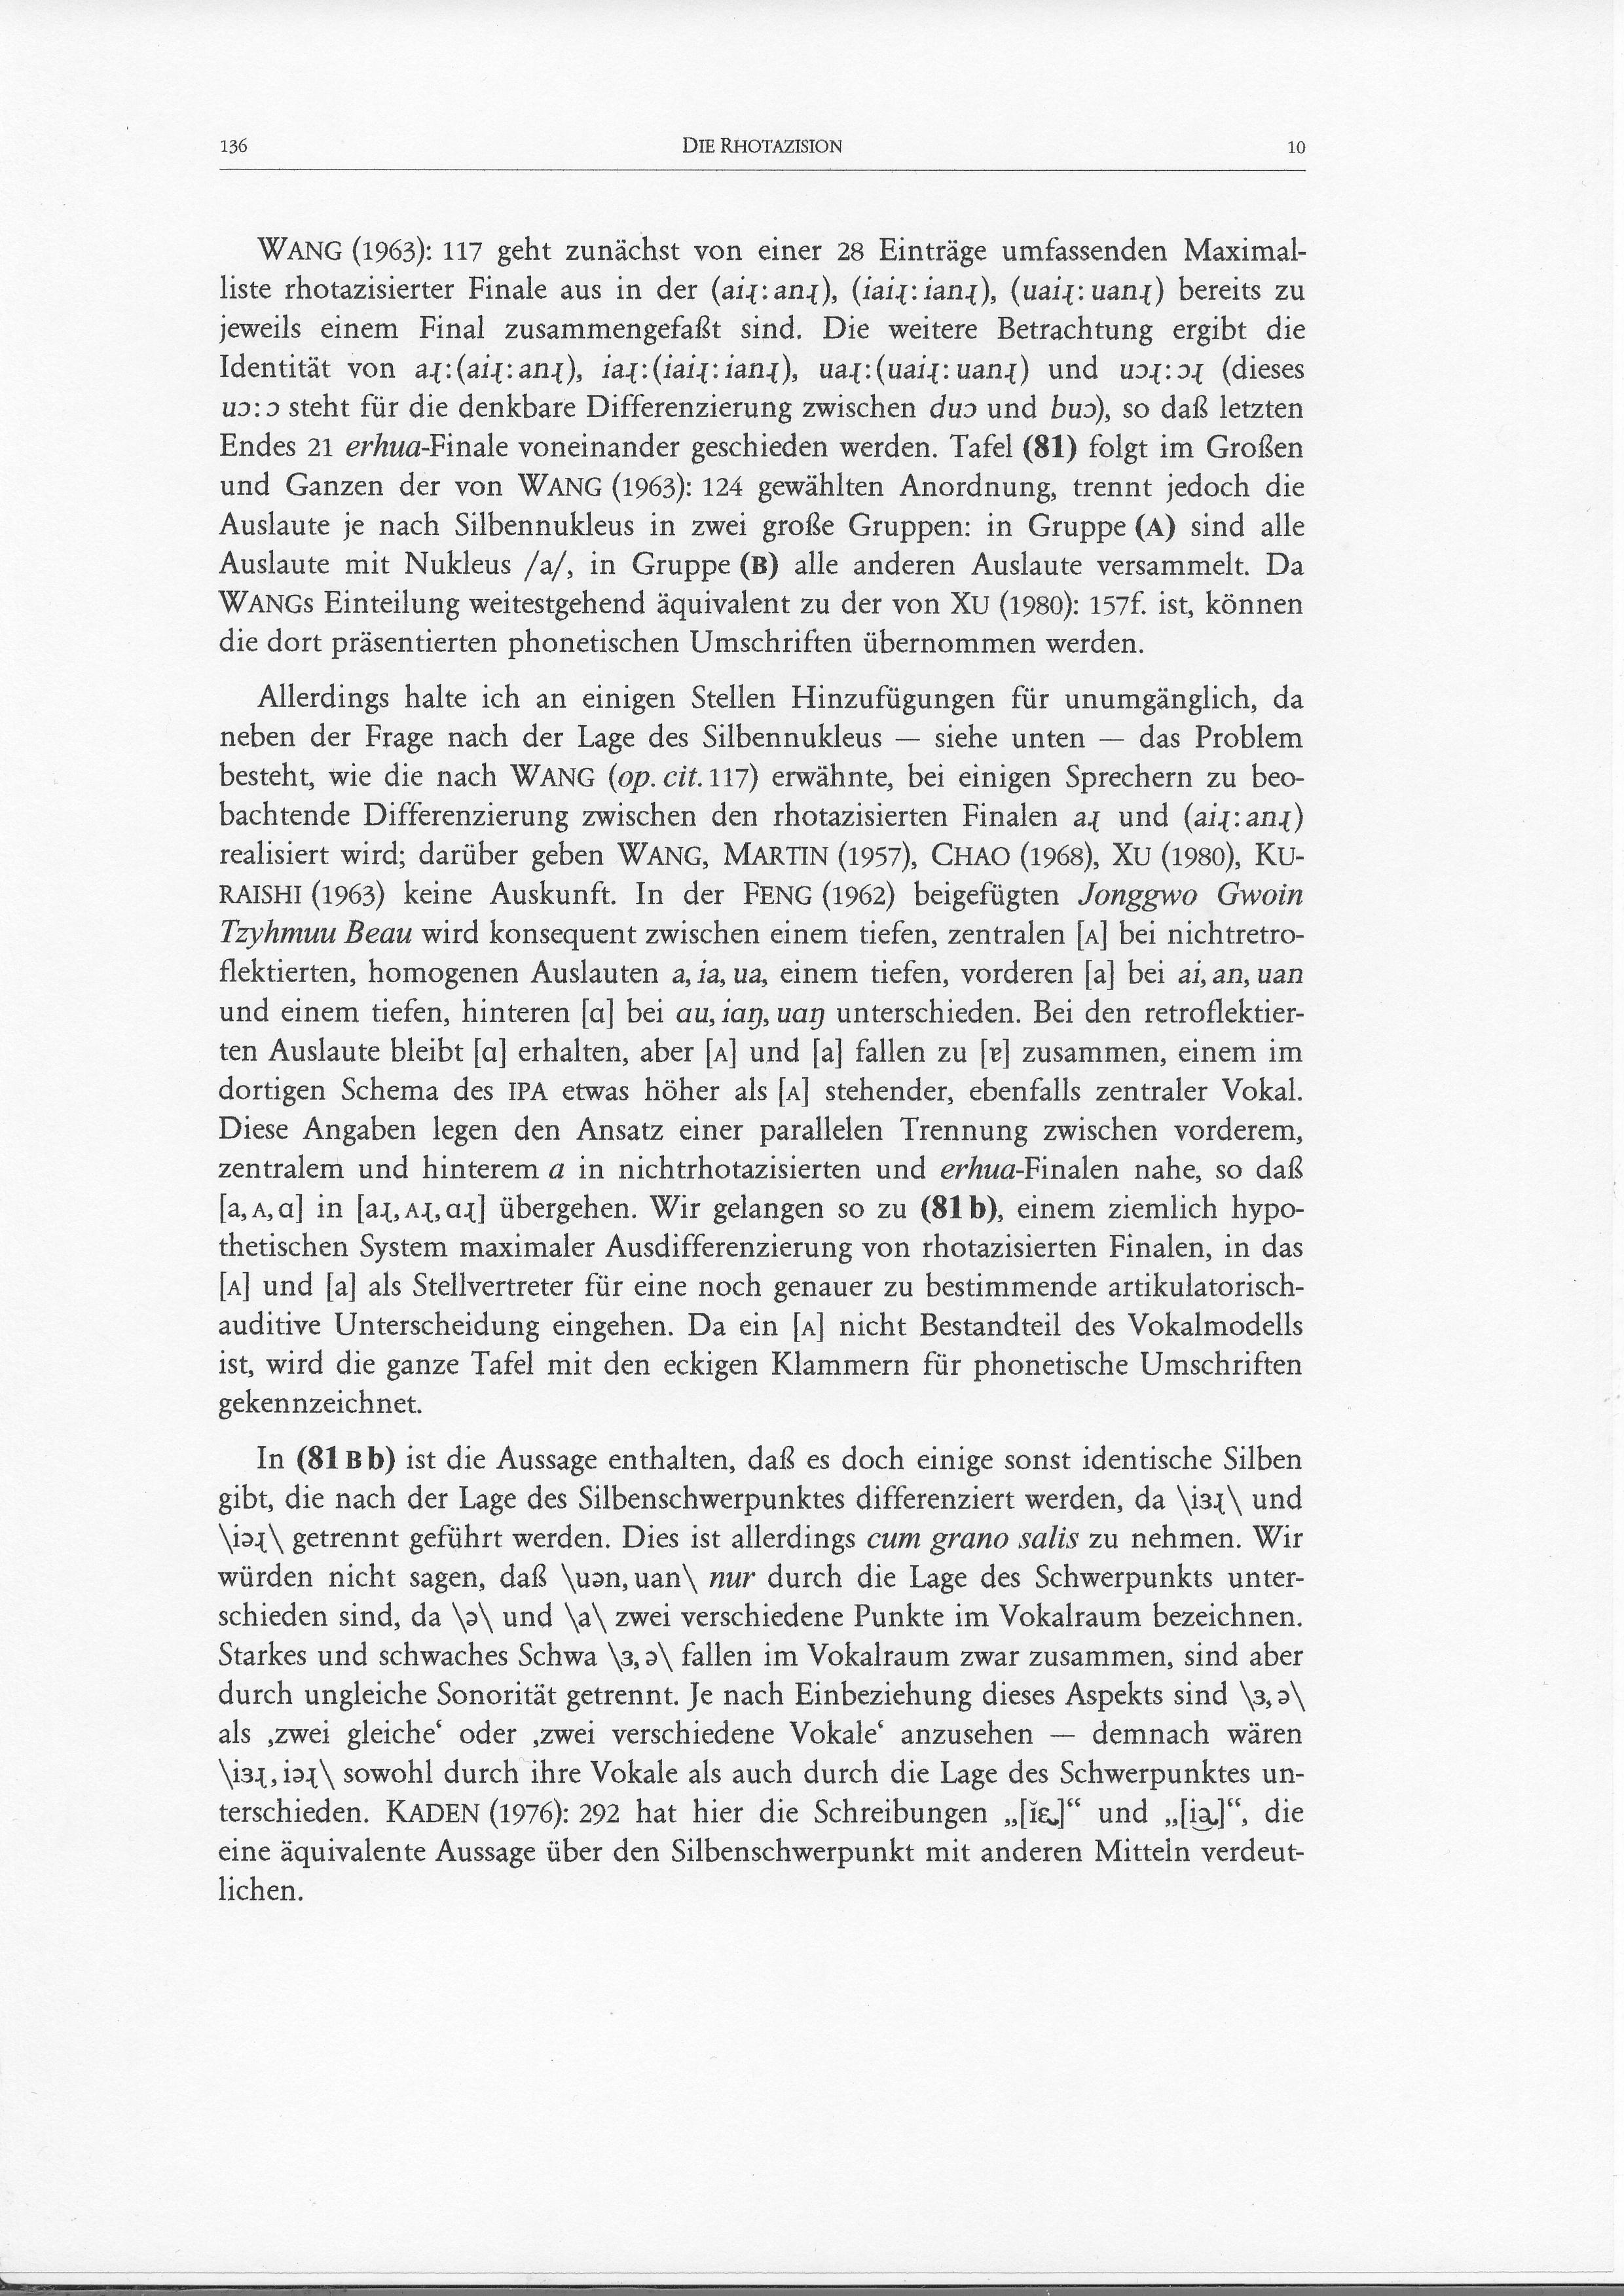 136 DIE RHOTAZISION 10
WANG (1963): 117 geht zunächst von einer 28 Einträge umfassenden Maximal-
liste rhotazisierter Finale aus in der (aiɻ: anɻ), (iaiɻ: ianɻ), (uaiɻ: uanɻ) bereits zu
jeweils einem Final zusammengefaßt sind. Die weitere Betrachtung ergibt die
Identität von aɻ:(aiɻ: anɻ), iaɻ:(iaiɻ: ianɻ), uaɻ:(uaiɻ: uanɻ) und uɔɻ: ɔɻ (dieses
uɔ: ɔ steht für die denkbare Differenzierung zwischen duɔ und buɔ), so daß letzten
Endes 21 erhua-Finale voneinander geschieden werden. Tafel (81) folgt im Großen
und Ganzen der von WANG (1963): 124 gewählten Anordnung, trennt jedoch die
Auslaute je nach Silbennukleus in zwei große Gruppen: in Gruppe (A) sind alle
Auslaute mit Nukleus /a/, in Gruppe (B) alle anderen Auslaute versammelt. Da
WANGs Einteilung weitestgehend äquivalent zu der von XU (1980): 157f. ist, können
die dort präsentierten phonetischen Umschriften übernommen werden.
Allerdings halte ich an einigen Stellen Hinzufügungen für unumgänglich, da
neben der Frage nach der Lage des Silbennukleus — siehe unten — das Problem
besteht, wie die nach WANG (op. cit. 117) erwähnte, bei einigen Sprechern zu beo-
bachtende Differenzierung zwischen den rhotazisierten Finalen aɻ und (aiɻ: anɻ)
realisiert wird; darüber geben WANG, MARTIN (1957), CHAO (1968), XU (1980), KU-
RAISHI (1963) keine Auskunft. In der FENG (1962) beigefügten Jonggwo Gwoin
Tzyhmuu Beau wird konsequent zwischen einem tiefen, zentralen [ᴀ] bei nichtretro-
flektierten, homogenen Auslauten a, ia, ua, einem tiefen, vorderen [a] bei ai, an, uan
und einem tiefen, hinteren [ɑ] bei ɑu, iɑŋ, uɑŋ unterschieden. Bei den retroflektier-
ten Auslaute bleibt [ɑ] erhalten, aber [ᴀ] und [a] fallen zu [ɐ] zusammen, einem im
dortigen Schema des IPA etwas höher als [ᴀ] stehender, ebenfalls zentraler Vokal.
Diese Angaben legen den Ansatz einer parallelen Trennung zwischen vorderem,
zentralem und hinterem a in nichtrhotazisierten und erhua-Finalen nahe, so daß
[a, ᴀ, ɑ] in [aɻ, ᴀɻ, ɑɻ] übergehen. Wir gelangen so zu (81 b), einem ziemlich hypo-
thetischen System maximaler Ausdifferenzierung von rhotazisierten Finalen, in das
[ᴀ] und [a] als Stellvertreter für eine noch genauer zu bestimmende artikulatorisch-
auditive Unterscheidung eingehen. Da ein [ᴀ] nicht Bestandteil des Vokalmodells
ist, wird die ganze Tafel mit den eckigen Klammern für phonetische Umschriften
gekennzeichnet.
In (81 B b) ist die Aussage enthalten, daß es doch einige sonst identische Silben
gibt, die nach der Lage des Silbenschwerpunktes differenziert werden, da \iɜɻ\ und
\iəɻ\ getrennt geführt werden. Dies ist allerdings cum grano salis zu nehmen. Wir
würden nicht sagen, daß \uən, uan\ nur durch die Lage des Schwerpunkts unter-
schieden sind, da \ə\ und \a\ zwei verschiedene Punkte im Vokalraum bezeichnen.
Starkes und schwaches Schwa \ɜ, ə\ fallen im Vokalraum zwar zusammen, sind aber
durch ungleiche Sonorität getrennt. Je nach Einbeziehung dieses Aspekts sind \ɜ, ə\
als ‚zwei gleiche‘ oder ‚zwei verschiedene Vokale‘ anzusehen — demnach wären
\iɜɻ, iəɻ\ sowohl durch ihre Vokale als auch durch die Lage des Schwerpunktes un-
terschieden. KADEN (1976): 292 hat hier die Schreibungen „[ĭɛ˞]“ und „[i̯a˞]“, die
eine äquivalente Aussage über den Silbenschwerpunkt mit anderen Mitteln verdeut-
lichen.